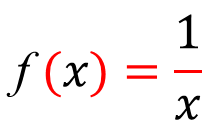 f(x) = 1/x